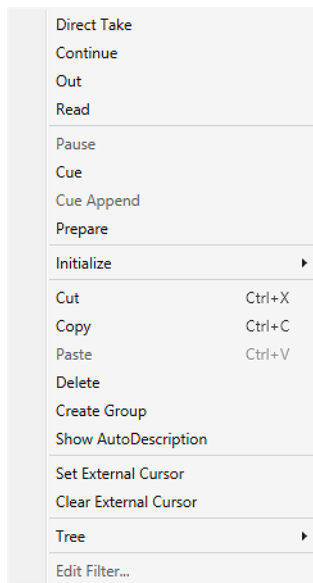 Direct Take
Continue
Out
Read
Pause
Cue
Cue Append
Prepare
Initialize
Cut Ctrl+X
Copy Ctrl+C
Paste Ctrl+V
Delete
Create Group
Show AutoDescription
Set External Cursor
Clear External Cursor
Tree
Edit Filter...